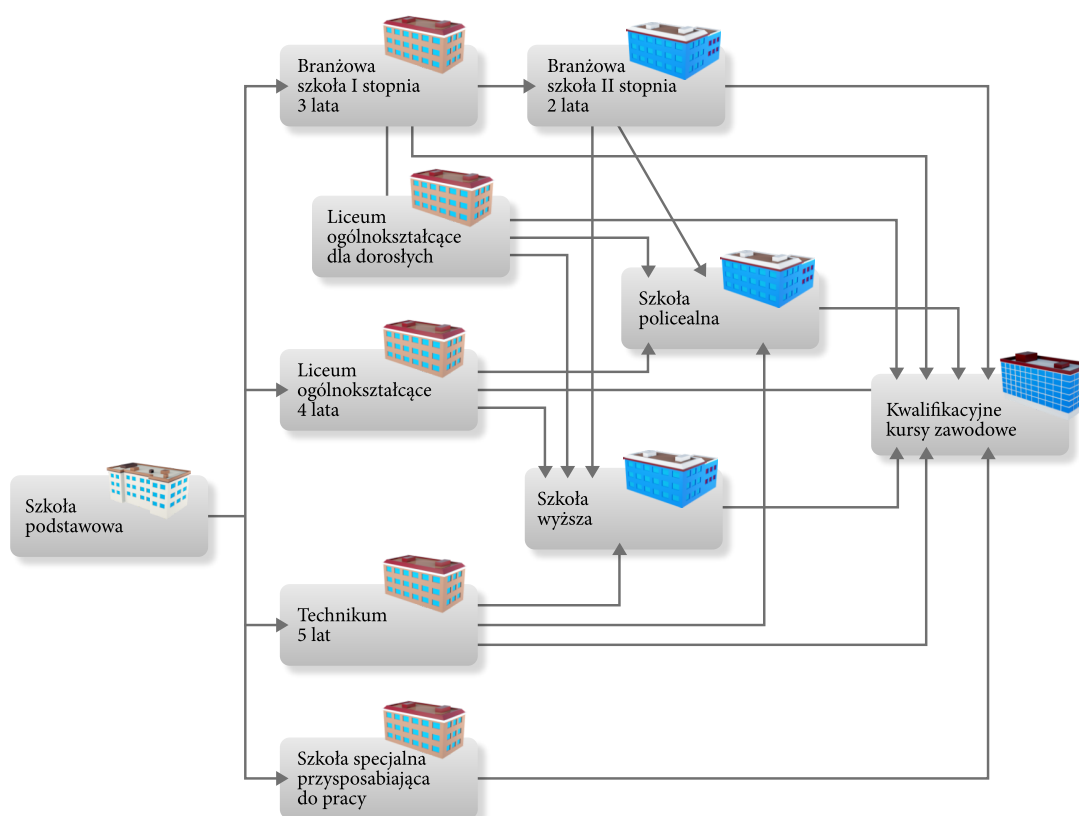 Branżowa
szkoła I stopnia
3 lata
Branżowa
szkoła II stopnia
2 lata
Liceum
ogólnokształcące
dla dorosłych
Szkoła
policealna
Liceum
ogólnokształcące
4 lata
Kwalifikacyjne
kursy zawodowe
Szkoła
podstawowa
Szkoła
wyższa
Technikum
5 lat
Szkoła specjalna
przysposabiająca
do pracy